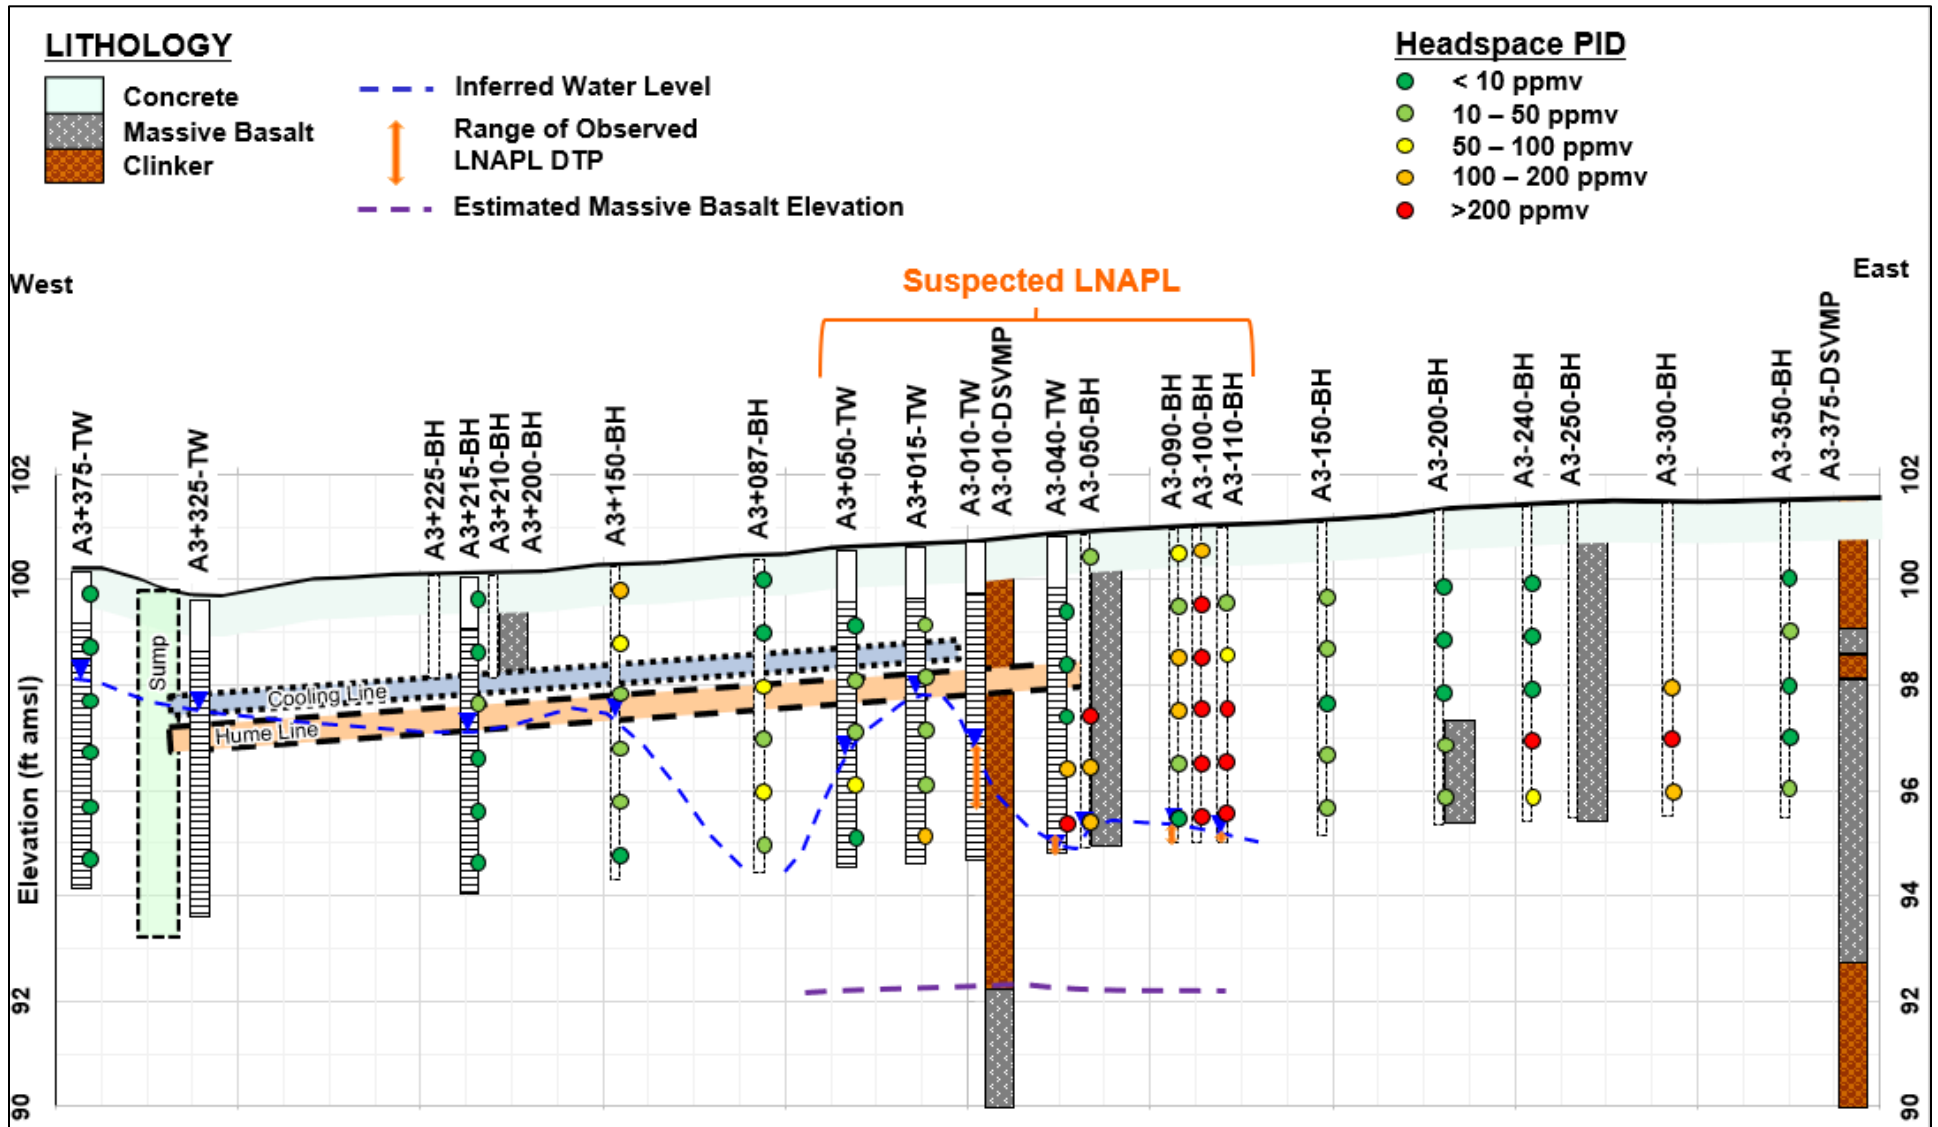 LITHOLOGY
Concrete
Massive Basalt
Clinker
Inferred Water Level
Range of Observed
LNAPL DTP
Estimated Massive Basalt Elevation
Headspace PID
< 10 ppmv
10 – 50 ppmv
50 – 100 ppmv
100 – 200 ppmv
>200 ppmv
West
East
Suspected LNAPL
A3+375-TW
A3+325-TW
A3+225-BH
A3+215-BH
A3+210-BH
A3+200-BH
A3+150-BH
A3+087-BH
A3+050-TW
A3+015-TW
A3-010-TW
A3-010-DSVMP
A3-040-TW
A3-050-BH
A3-090-BH
A3-100-BH
A3-110-BH
A3-150-BH
A3-200-BH
A3-240-BH
A3-250-BH
A3-300-BH
A3-350-BH
A3-375-DSVMP
Elevation (ft amsl)
102
100
98
96
94
92
90
Sump
Cooling Line
Hume Line
102
100
98
96
94
92
90